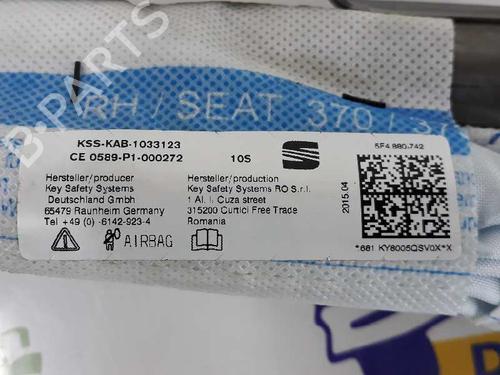 B-PARTS
RH / SEAT 370 / 37
KSS-KAB-1033123
CE 0589-P1-000272
10S
5F4 880-742
Hersteller/producer
Key Safety Systems
Deutschland GmbH
65479 Raunheim Germany
Tel +49 (0) -6142-923-4
Hersteller/production
Key Safety Systems RO S.r.l.
1 Al. I. Cuza street
315200 Curtici Free Trade
Romania
2015.04
AIRBAG
*681 KY8005QSV0X*X